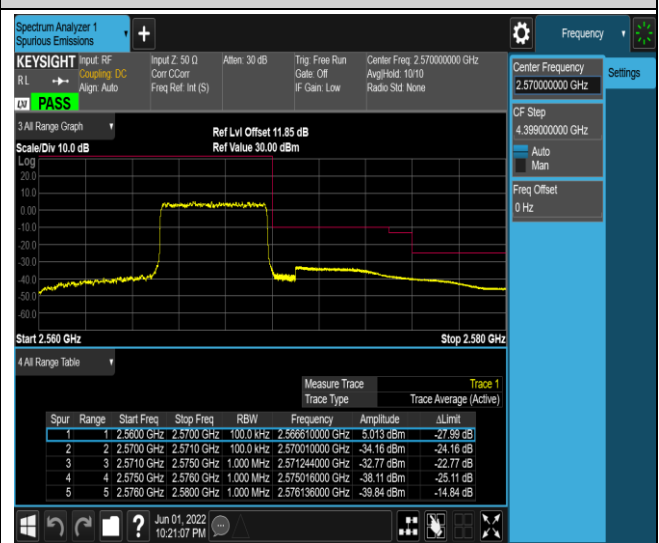 Spectrum Analyzer 1
Spurious Emissions
Frequency
KEYSIGHT Input: RF Input Z: 50 Ω Atten: 30 dB Trig: Free Run Center Freq: 2.570000000 GHz
RL Coupling: DC Corr CCorr Gate: Off Avg|Hold: 10/10
Align: Auto Freq Ref: Int (S) IF Gain: Low Radio Std: None
LXI PASS
Center Frequency
2.570000000 GHz
Settings
CF Step
4.399000000 GHz
Auto
Man
Freq Offset
0 Hz
3 All Range Graph
Ref Lvl Offset 11.85 dB
Scale/Div 10.0 dB Ref Value 30.00 dBm
Log
20.0
10.0
0.00
-10.0
-20.0
-30.0
-40.0
-50.0
-60.0
Start 2.560 GHz Stop 2.580 GHz
4 All Range Table
Measure Trace Trace 1
Trace Type Trace Average (Active)
Spur Range Start Freq Stop Freq RBW Frequency Amplitude ΔLimit
1 1 2.5600 GHz 2.5700 GHz 100.0 kHz 2.566610000 GHz 5.013 dBm -27.99 dB
2 2 2.5700 GHz 2.5710 GHz 100.0 kHz 2.570010000 GHz -34.16 dBm -24.16 dB
3 3 2.5710 GHz 2.5750 GHz 1.000 MHz 2.571244000 GHz -32.77 dBm -22.77 dB
4 4 2.5750 GHz 2.5760 GHz 1.000 MHz 2.575016000 GHz -38.11 dBm -25.11 dB
5 5 2.5760 GHz 2.5800 GHz 1.000 MHz 2.576136000 GHz -39.84 dBm -14.84 dB
Jun 01, 2022
10:21:07 PM